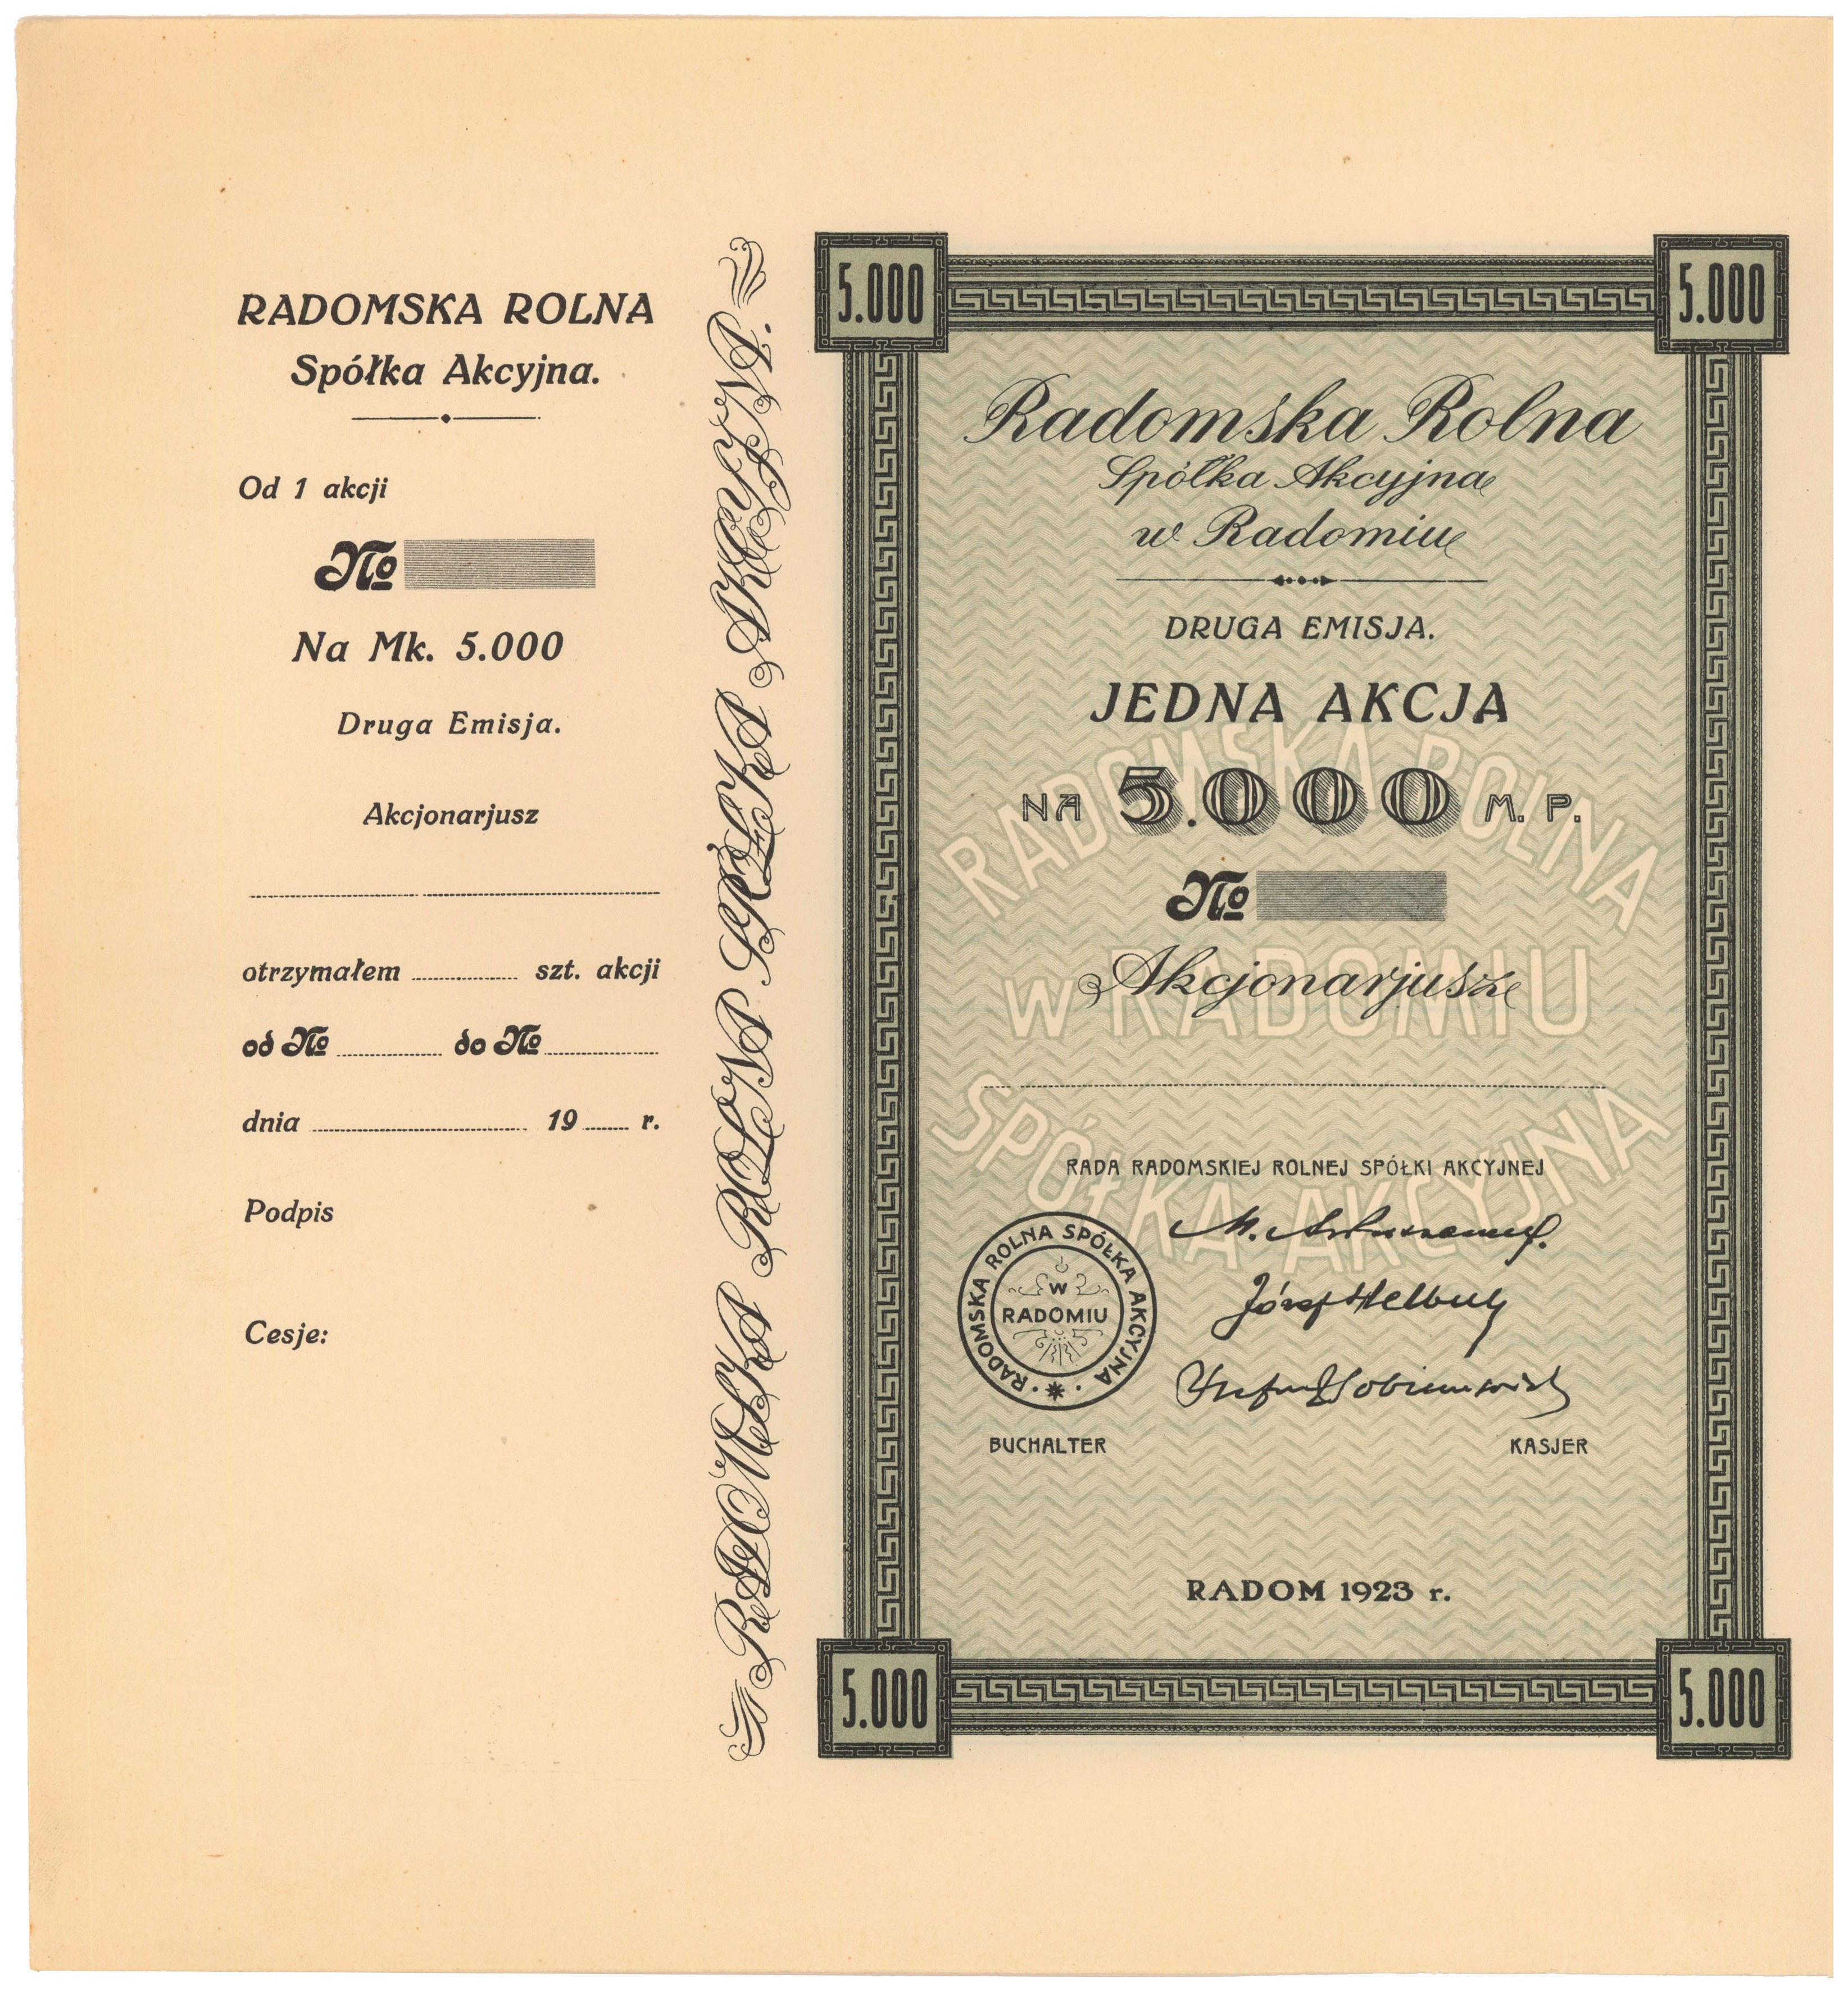 RADOMSKA ROLNA
Spółka Akcyjna.
Od 1 akcji
№
Na Mk. 5.000
Druga Emisja.
Akcjonarjusz
otrzymałem ............ szt. akcji
od № ............ do № ............
dnia ............ 19 ...... r.
Podpis
Cesje:
RADOMSKA ROLNA SPÓŁKA AKCYJNA.
5.000
5.000
Radomska Rolna
Spółka Akcyjna
w Radomiu
DRUGA EMISJA.
JEDNA AKCJA
NA 5.000 M. P.
№
Akcjonarjusz
RADOMSKA ROLNA
w RADOMIU
SPÓŁKA AKCYJNA
RADA RADOMSKIEJ ROLNEJ SPÓŁKI AKCYJNEJ
RADOMSKA ROLNA SPÓŁKA AKCYJNA
W
RADOMIU
M.
Józef
BUCHALTER
KASJER
RADOM 1923 r.
5.000
5.000